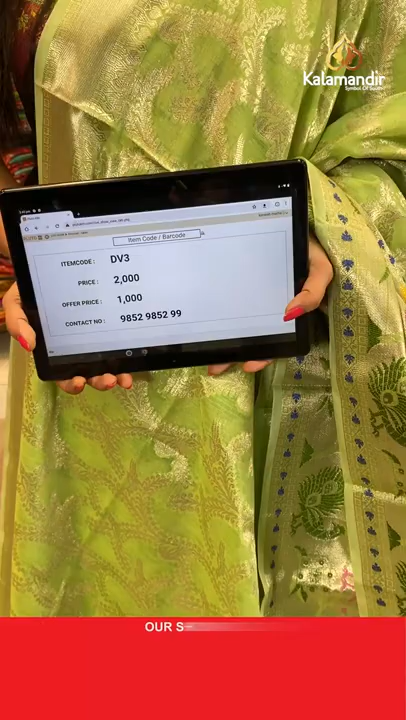 Kalamandir
Symbol Of South
Item Code / Barcode
ITEMCODE : DV3
PRICE : 2,000
OFFER PRICE : 1,000
CONTACT NO : 9852 9852 99
OUR S